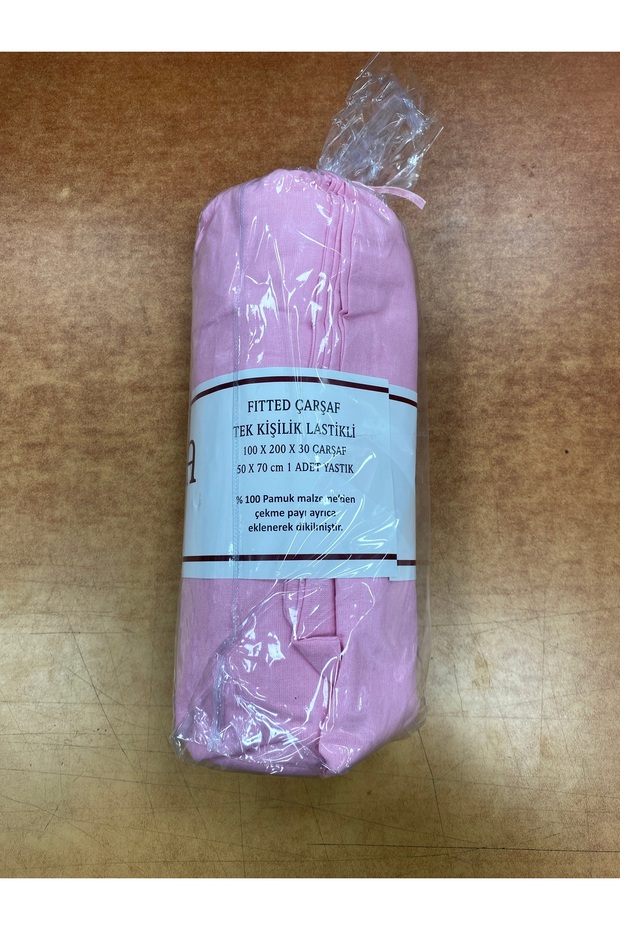 A
FITTED ÇARŞAF
TEK KİŞİLİK LASTİKLİ
100 X 200 X 30 ÇARŞAF
50 X 70 cm 1 ADET YASTIK
% 100 Pamuk malzeme'den
çekme payı ayrıca
eklenerek dikilmiştir.